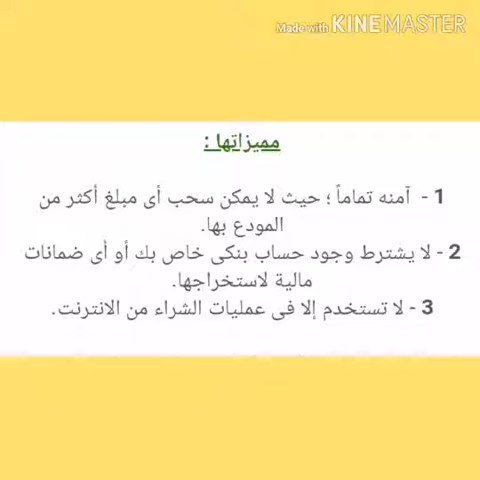 Made with KINEMASTER
مميزاتها :
1 - آمنه تماماً ؛ حيث لا يمكن سحب أى مبلغ أكثر من
المودع بها.
2 - لا يشترط وجود حساب بنكى خاص بك أو أى ضمانات
مالية لاستخراجها.
3 - لا تستخدم إلا فى عمليات الشراء من الانترنت.